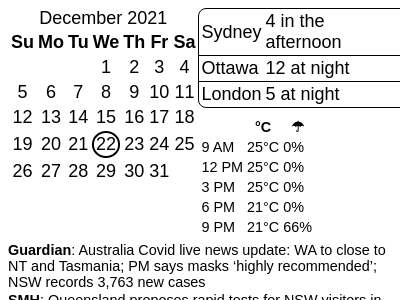 December 2021
Su Mo Tu We Th Fr Sa
1 2 3 4
5 6 7 8 9 10 11
12 13 14 15 16 17 18
19 20 21 22 23 24 25
26 27 28 29 30 31
Sydney 4 in the
afternoon
Ottawa 12 at night
London 5 at night
°C ☂
9 AM 25°C 0%
12 PM 25°C 0%
3 PM 25°C 0%
6 PM 21°C 0%
9 PM 21°C 66%
Guardian: Australia Covid live news update: WA to close to
NT and Tasmania; PM says masks ‘highly recommended’;
NSW records 3,763 new cases
SMH: Queensland proposes rapid tests for NSW visitors in